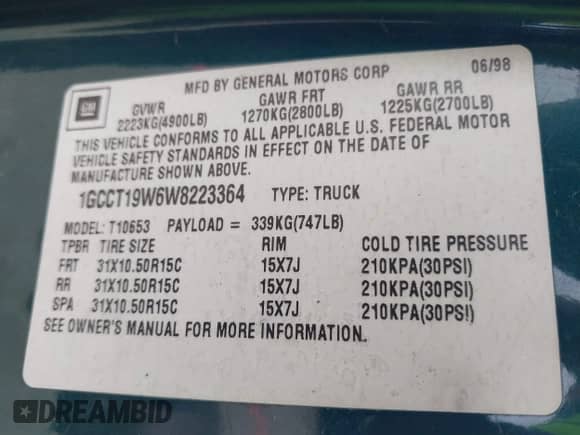 MFD BY GENERAL MOTORS CORP 06/98
GM GVWR GAWR FRT GAWR RR
2223KG(4900LB) 1270KG(2800LB) 1225KG(2700LB)
THIS VEHICLE CONFORMS TO ALL APPLICABLE U.S. FEDERAL MOTOR
VEHICLE SAFETY STANDARDS IN EFFECT ON THE DATE OF
MANUFACTURE SHOWN ABOVE.
1GCCT19W6W8223364 TYPE: TRUCK
MODEL: T10653 PAYLOAD = 339KG(747LB)
TPBR TIRE SIZE RIM COLD TIRE PRESSURE
FRT 31X10.50R15C 15X7J 210KPA(30PSI)
RR 31X10.50R15C 15X7J 210KPA(30PSI)
SPA 31X10.50R15C 15X7J 210KPA(30PSI)
SEE OWNER'S MANUAL FOR MORE INFORMATION.
DREAMBID